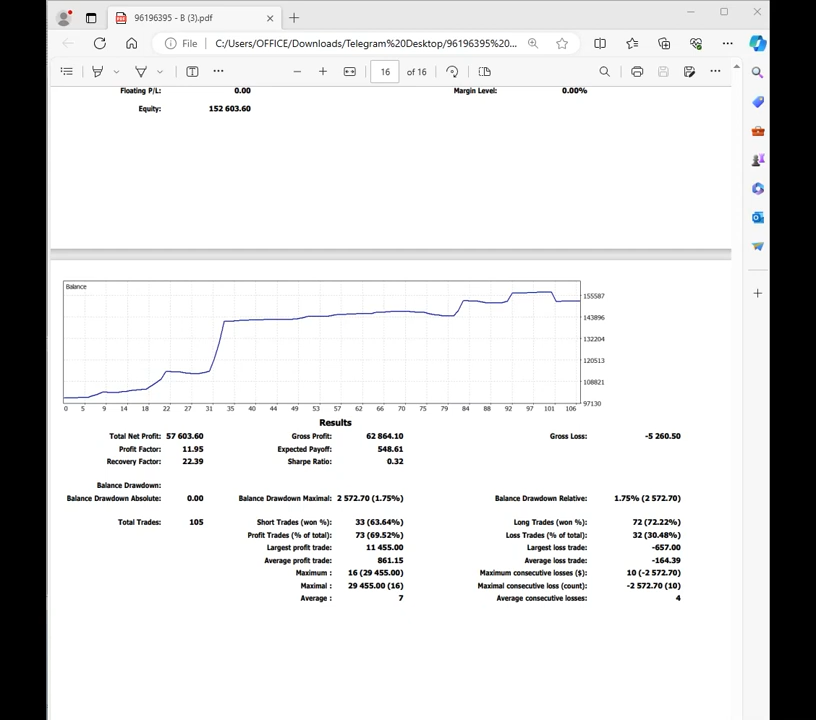 96196395 - B (3).pdf
File C:/Users/OFFICE/Downloads/Telegram%20Desktop/96196395%20...
16 of 16
Floating P/L: 0.00 Margin Level: 0.00%
Equity: 152 603.60
Balance
155587
143896
132204
120513
108821
97130
0 5 9 14 18 22 27 31 35 40 44 49 53 57 62 66 70 75 79 84 88 92 97 101 106
Results
Total Net Profit: 57 603.60 Gross Profit: 62 864.10 Gross Loss: -5 260.50
Profit Factor: 11.95 Expected Payoff: 548.61
Recovery Factor: 22.39 Sharpe Ratio: 0.32
Balance Drawdown:
Balance Drawdown Absolute: 0.00 Balance Drawdown Maximal: 2 572.70 (1.75%) Balance Drawdown Relative: 1.75% (2 572.70)
Total Trades: 105 Short Trades (won %): 33 (63.64%) Long Trades (won %): 72 (72.22%)
Profit Trades (% of total): 73 (69.52%) Loss Trades (% of total): 32 (30.48%)
Largest profit trade: 11 455.00 Largest loss trade: -657.00
Average profit trade: 861.15 Average loss trade: -164.39
Maximum : 16 (29 455.00) Maximum consecutive losses ($): 10 (-2 572.70)
Maximal : 29 455.00 (16) Maximal consecutive loss (count): -2 572.70 (10)
Average : 7 Average consecutive losses: 4